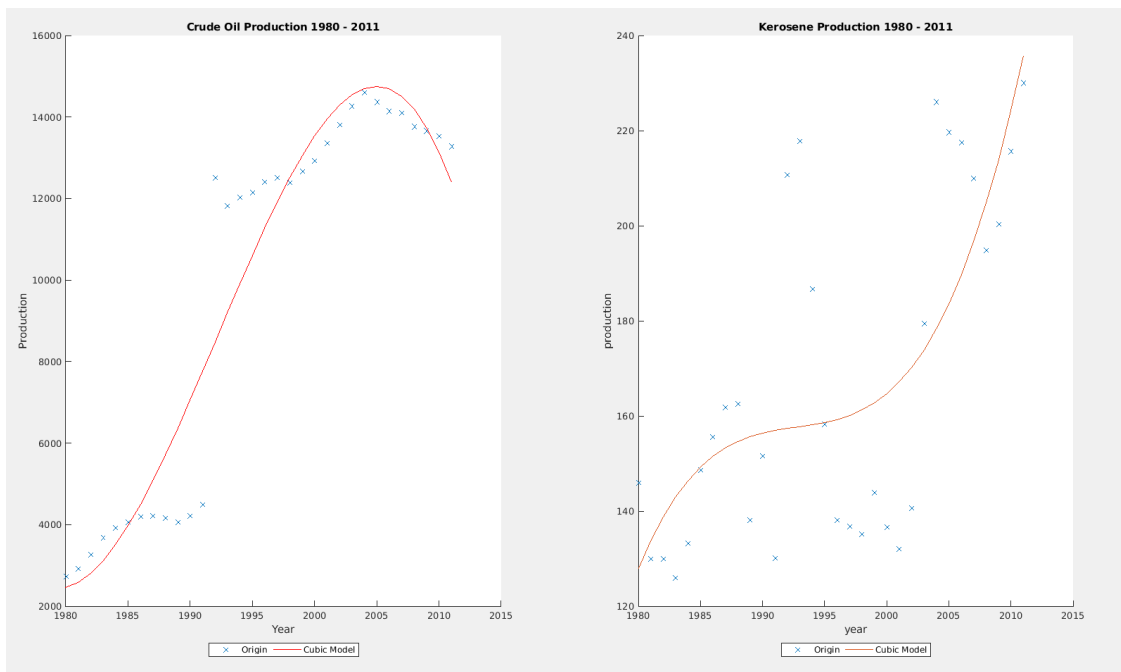 Crude Oil Production 1980 - 2011
16000
14000
12000
10000
8000
6000
4000
2000
Production
1980 1985 1990 1995 2000 2005 2010 2015
Year
Origin Cubic Model
Kerosene Production 1980 - 2011
240
220
200
180
160
140
120
production
1980 1985 1990 1995 2000 2005 2010 2015
year
Origin Cubic Model